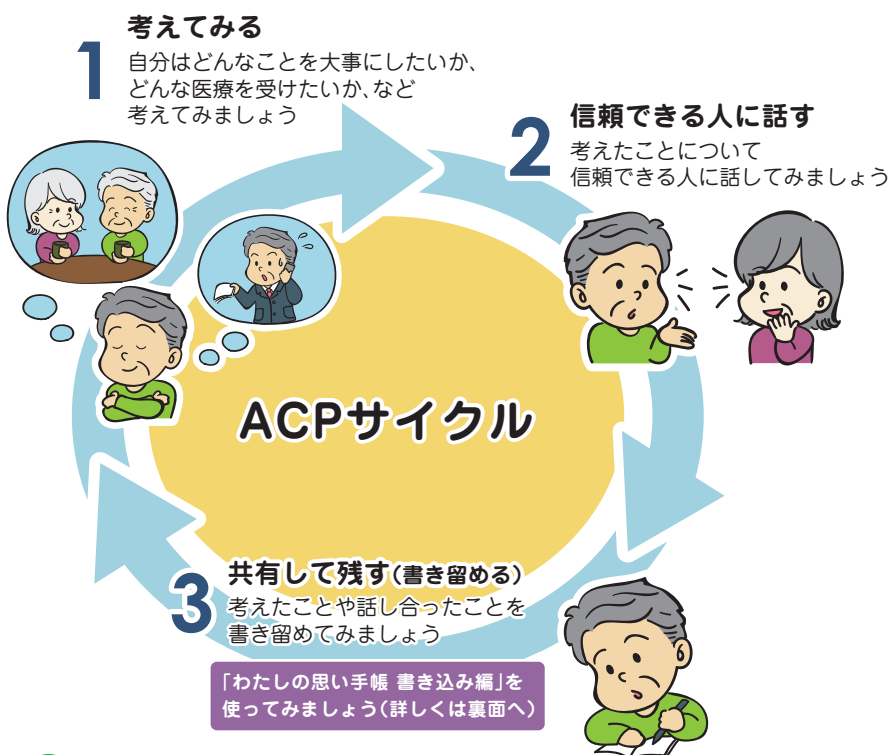 1
考えてみる
自分はどんなことを大事にしたいか、
どんな医療を受けたいか、など
考えてみましょう
2
信頼できる人に話す
考えたことについて
信頼できる人に話してみましょう
ACPサイクル
3
共有して残す(書き留める)
考えたことや話し合ったことを
書き留めてみましょう
「わたしの思い手帳 書き込み編」を
使ってみましょう(詳しくは裏面へ)